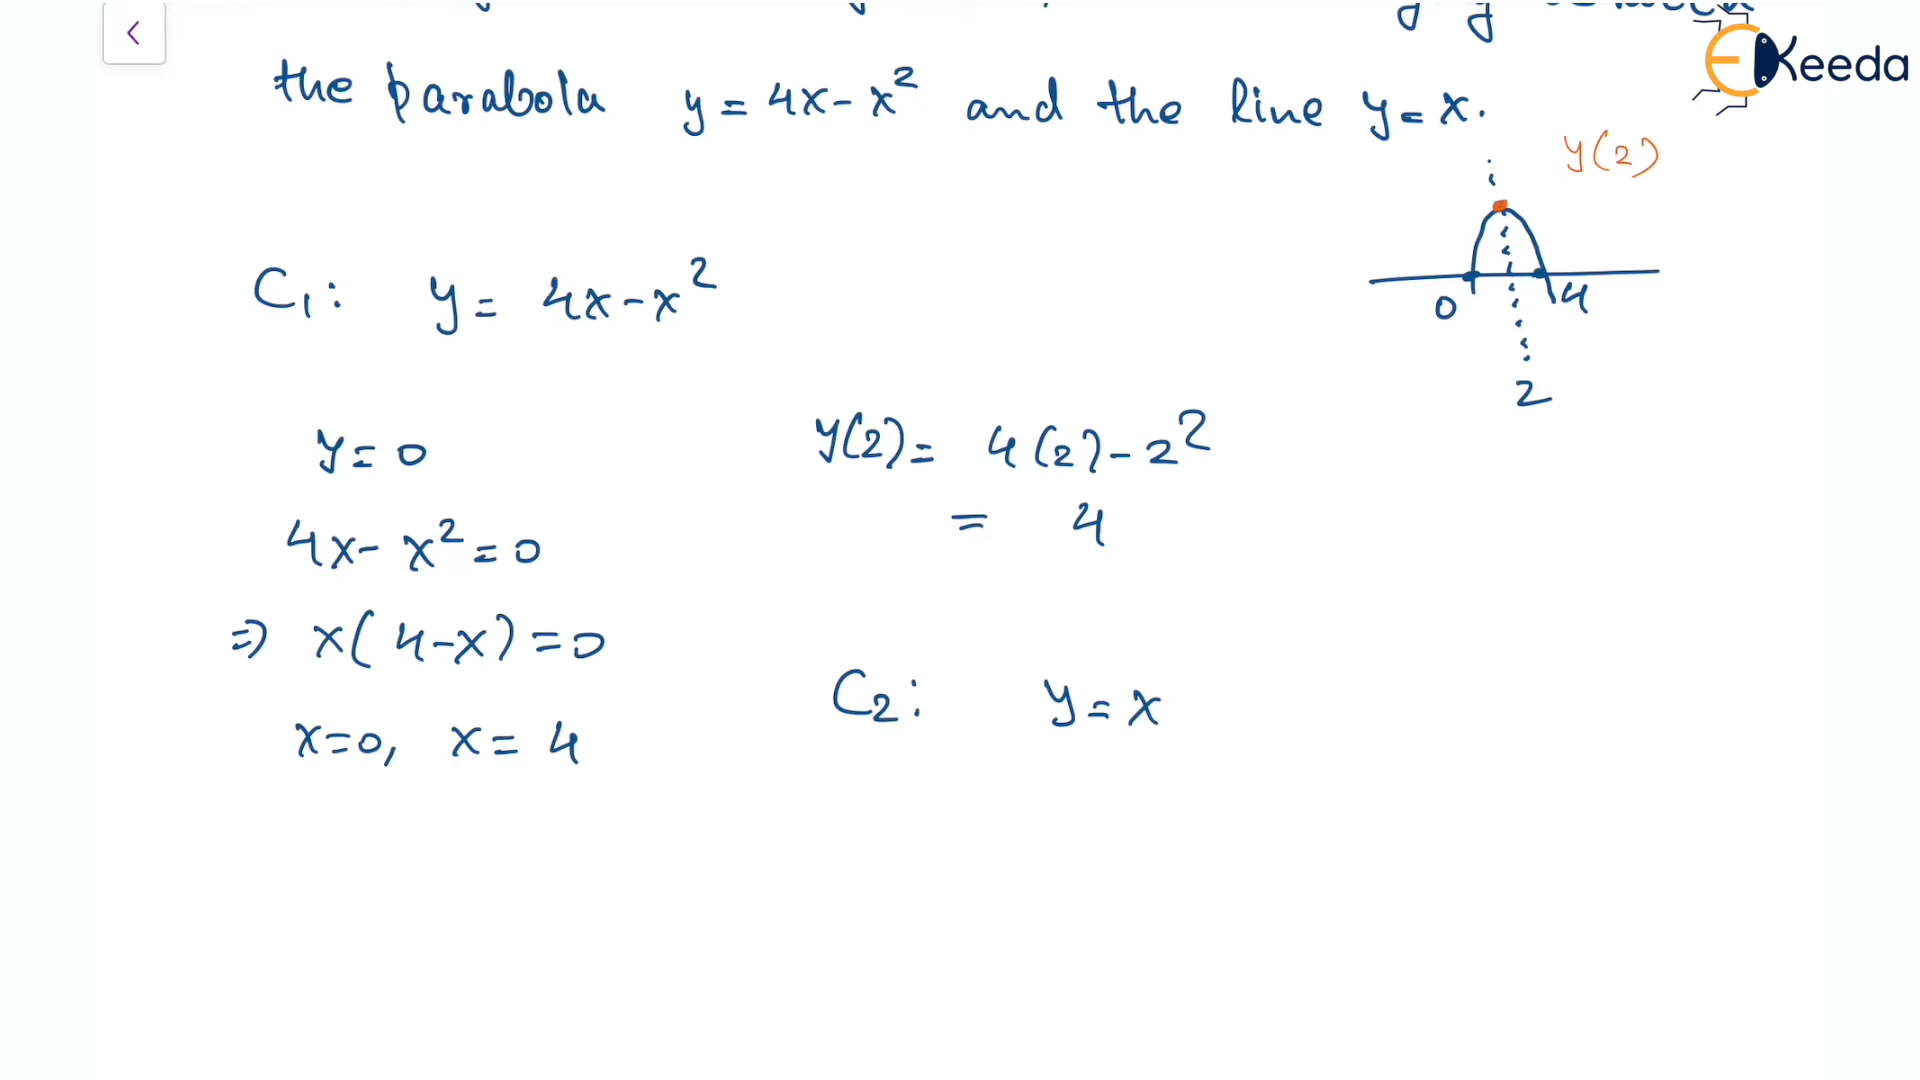 the parabola y = 4x - x² and the line y = x.
Keeda
y(2)
C₁: y = 4x - x²
0 4
2
y = 0
y(2) = 4(2) - 2²
= 4
4x - x² = 0
⇒ x(4-x) = 0
C₂: y = x
x=0, x = 4